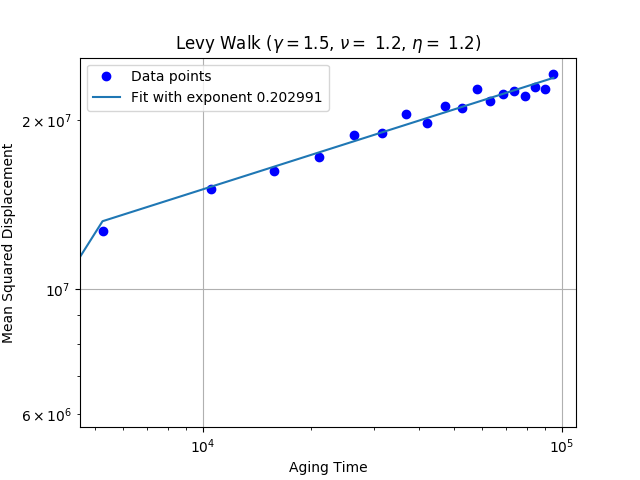 Levy Walk (γ = 1.5, ν = 1.2, η = 1.2)
Data points
Fit with exponent 0.202991
2 × 10⁷
10⁷
6 × 10⁶
Mean Squared Displacement
10⁴
10⁵
Aging Time